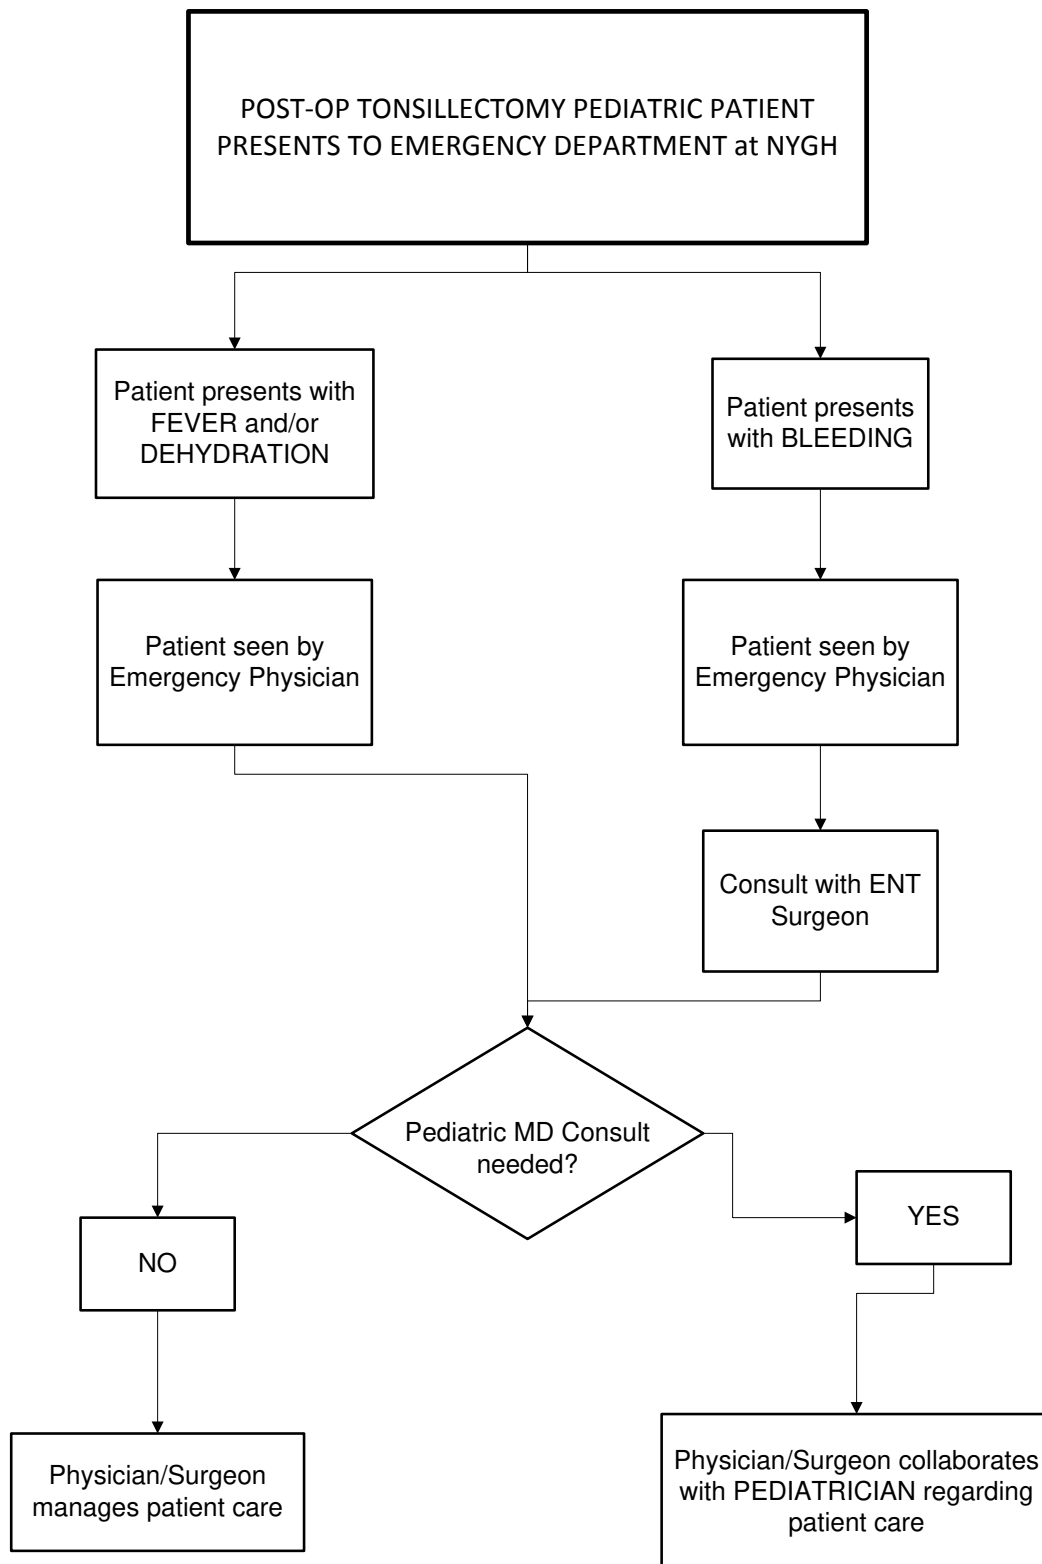 POST-OP TONSILLECTOMY PEDIATRIC PATIENT
PRESENTS TO EMERGENCY DEPARTMENT at NYGH
Patient presents with
FEVER and/or
DEHYDRATION
Patient presents
with BLEEDING
Patient seen by
Emergency Physician
Patient seen by
Emergency Physician
Consult with ENT
Surgeon
Pediatric MD Consult
needed?
NO
YES
Physician/Surgeon
manages patient care
Physician/Surgeon collaborates
with PEDIATRICIAN regarding
patient care